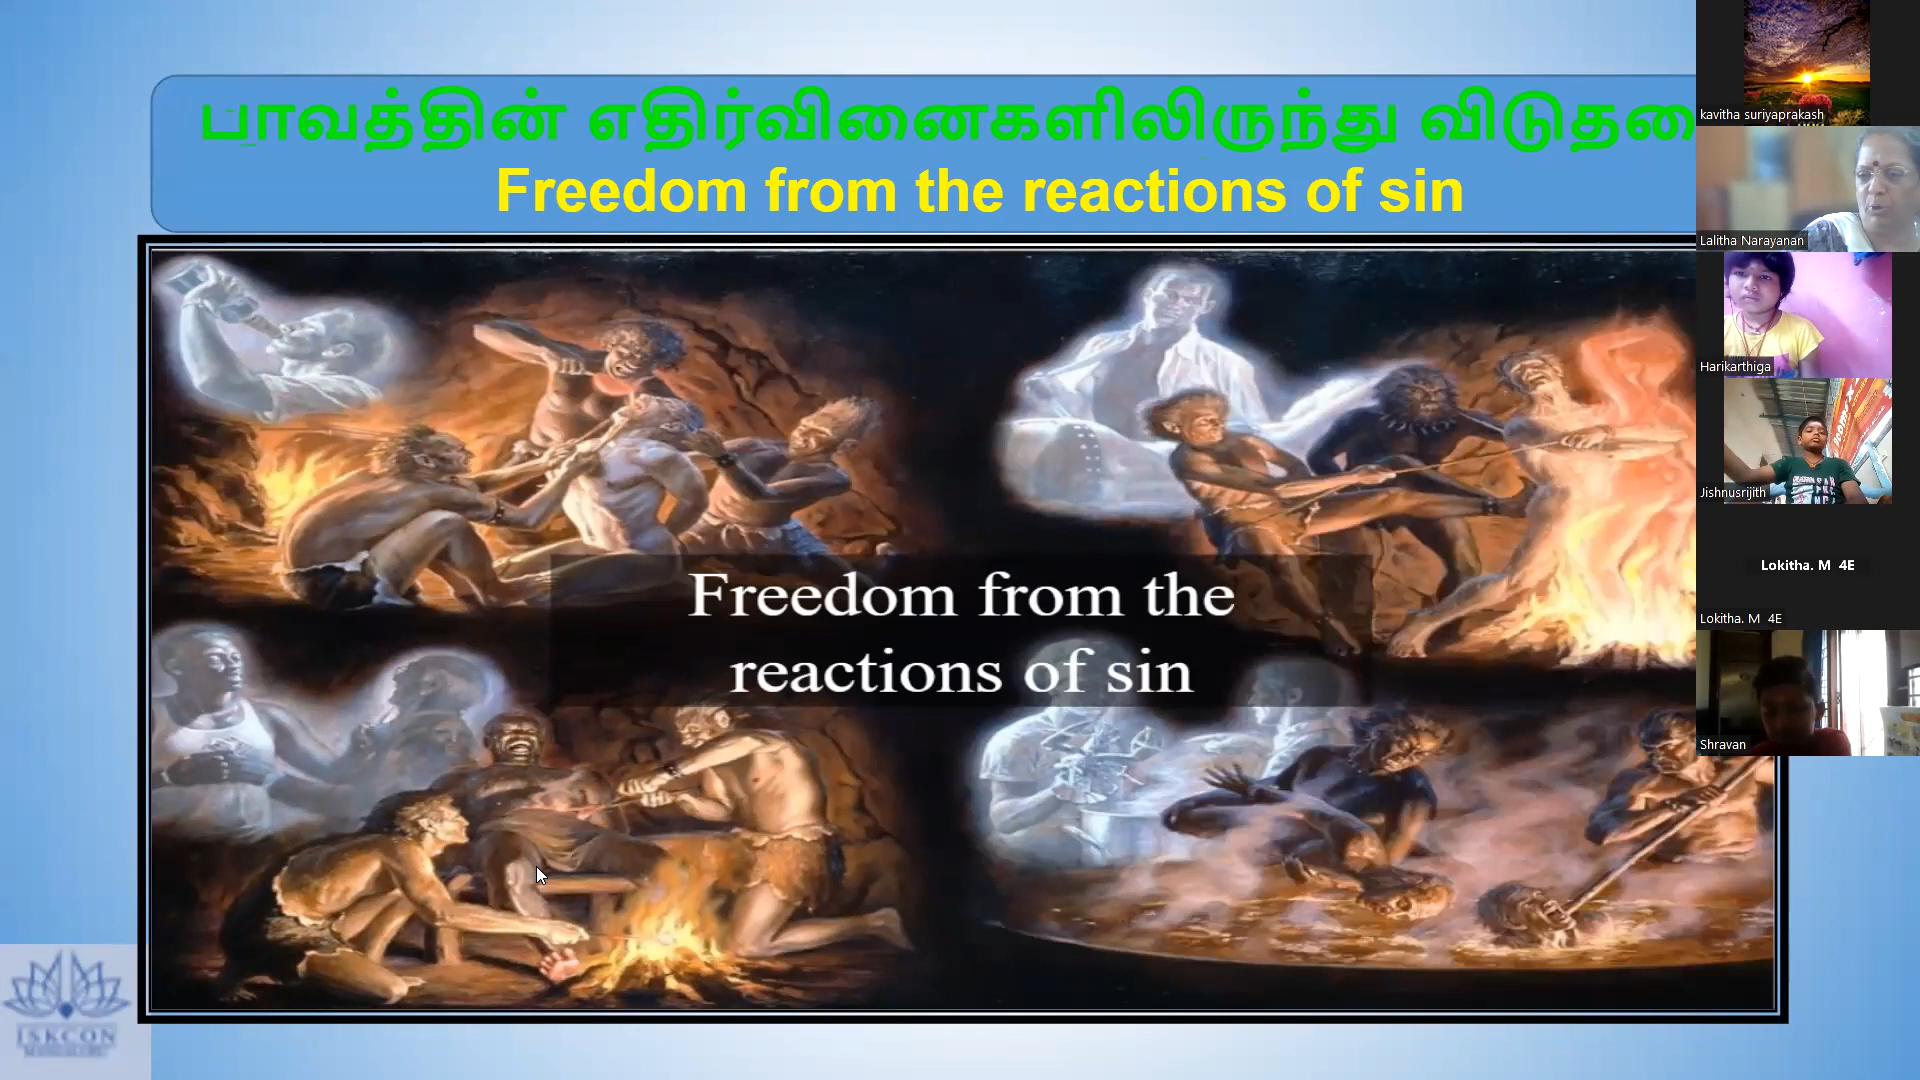 பாவத்தின் எதிர்வினைகளிலிருந்து
Freedom from the reactions of sin
Freedom from the
reactions of sin
ISKCON
kavitha suriyaprakash
Lalitha Narayanan
Harikarthiga
Jishnusrijith
Lokitha. M 4E
Lokitha. M 4E
Shravan